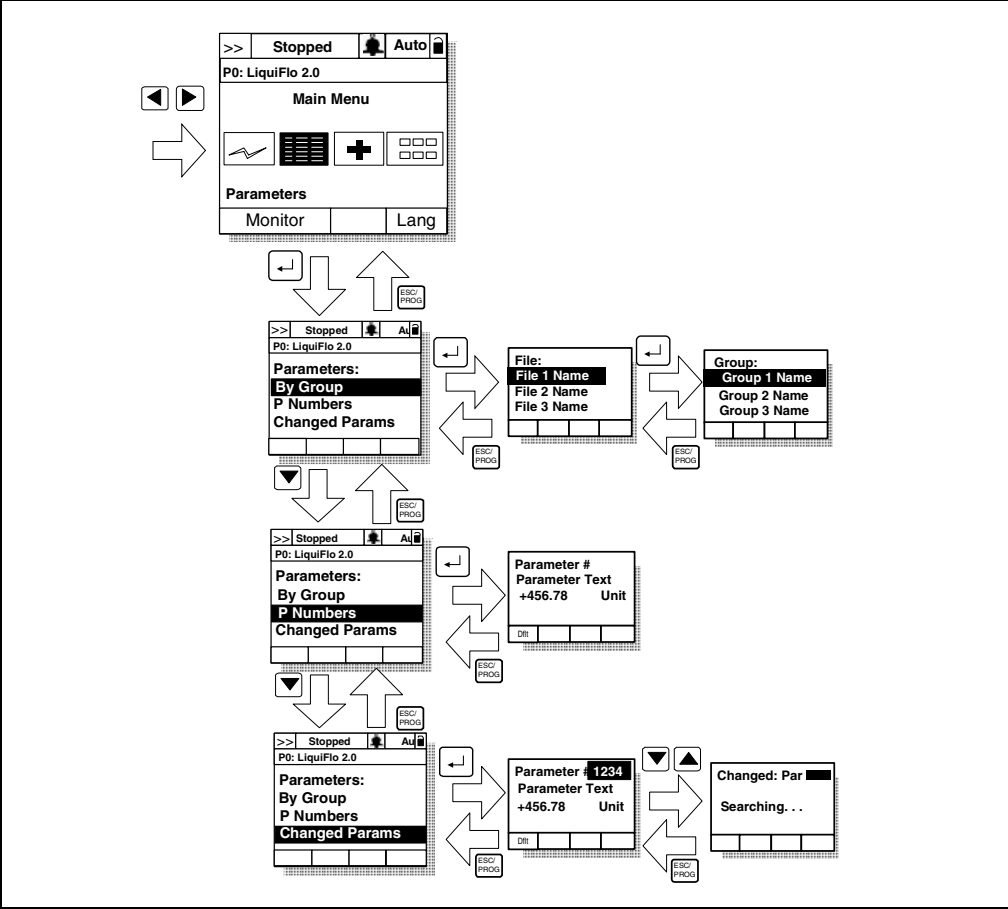 >> Stopped Auto
P0: LiquiFlo 2.0
Main Menu
Parameters
Monitor Lang
ESC/
PROG
>> Stopped Au
P0: LiquiFlo 2.0
Parameters:
By Group
P Numbers
Changed Params
File:
File 1 Name
File 2 Name
File 3 Name
ESC/
PROG
Group:
Group 1 Name
Group 2 Name
Group 3 Name
ESC/
PROG
ESC/
PROG
>> Stopped Au
P0: LiquiFlo 2.0
Parameters:
By Group
P Numbers
Changed Params
Parameter #
Parameter Text
+456.78 Unit
Dflt
ESC/
PROG
ESC/
PROG
>> Stopped Au
P0: LiquiFlo 2.0
Parameters:
By Group
P Numbers
Changed Params
Parameter # 1234
Parameter Text
+456.78 Unit
Dflt
ESC/
PROG
Changed: Par
Searching. . .
ESC/
PROG